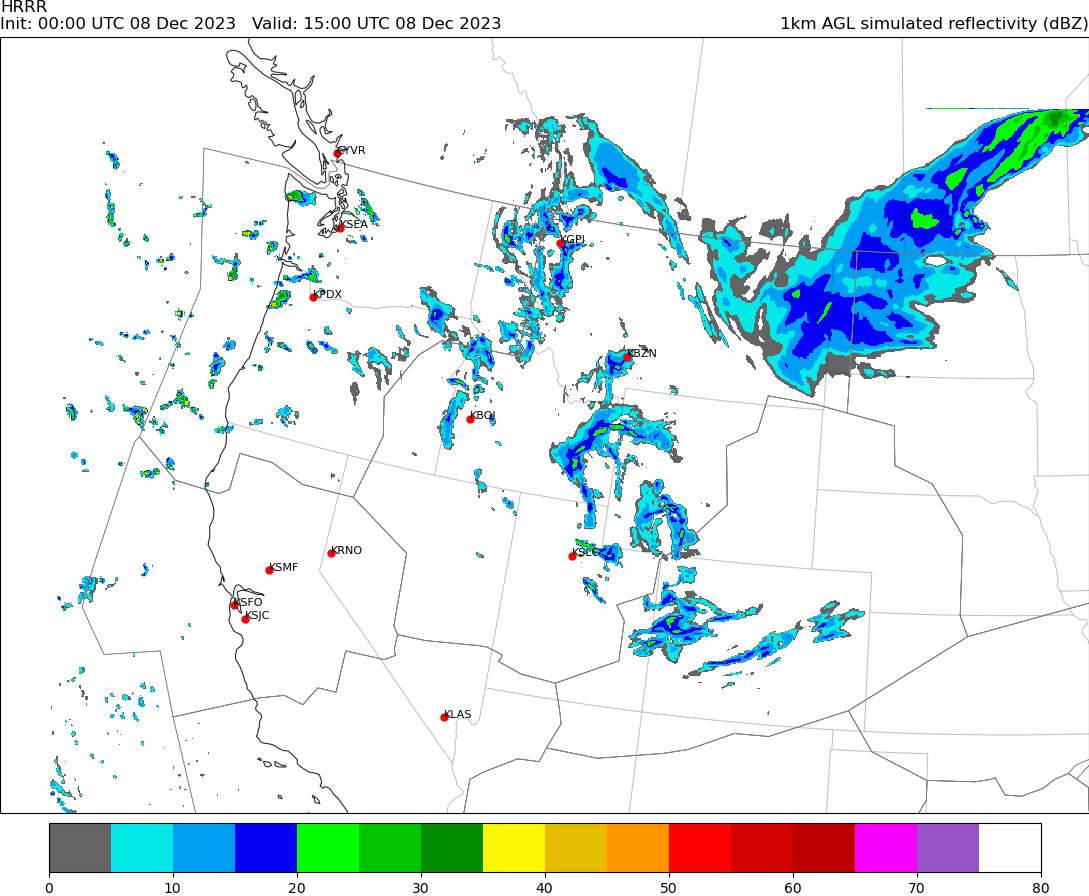 HRRR
Init: 00:00 UTC 08 Dec 2023   Valid: 15:00 UTC 08 Dec 2023   1km AGL simulated reflectivity (dBZ)
CYVR
KSEA
KGPI
KPDX
KBZN
KBOI
KRNO
KSLC
KSMF
KSFO
KSJC
KLAS
0 10 20 30 40 50 60 70 80